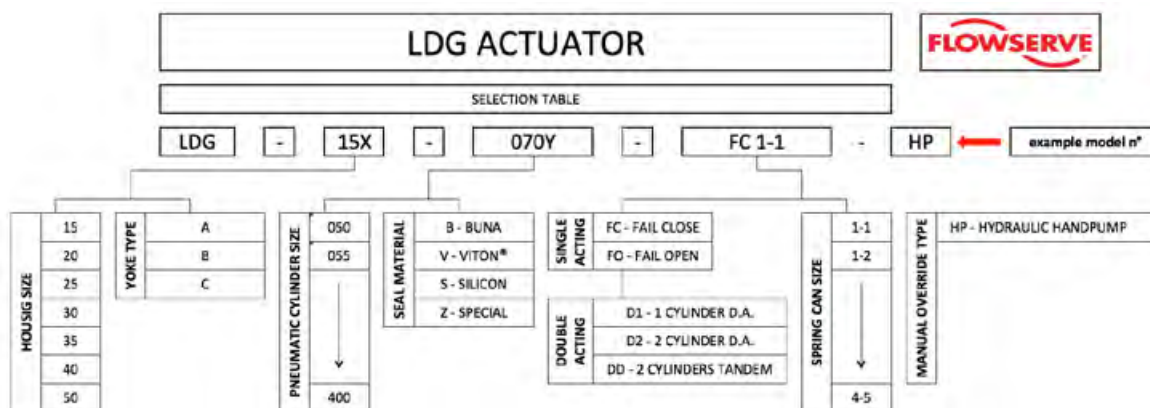 LDG ACTUATOR
FLOWSERVE
SELECTION TABLE
LDG - 15X - 070Y - FC 1-1 - HP example model n°
HOUSIG SIZE
15
20
25
30
35
40
50
YOKE TYPE
A
B
C
PNEUMATIC CYLINDER SIZE
050
055
400
SEAL MATERIAL
B - BUNA
V - VITON®
S - SILICON
Z - SPECIAL
SINGLE ACTING
FC - FAIL CLOSE
FO - FAIL OPEN
DOUBLE ACTING
D1 - 1 CYLINDER D.A.
D2 - 2 CYLINDER D.A.
DD - 2 CYLINDERS TANDEM
SPRING CAN SIZE
1-1
1-2
4-5
MANUAL OVERRIDE TYPE
HP - HYDRAULIC HANDPUMP